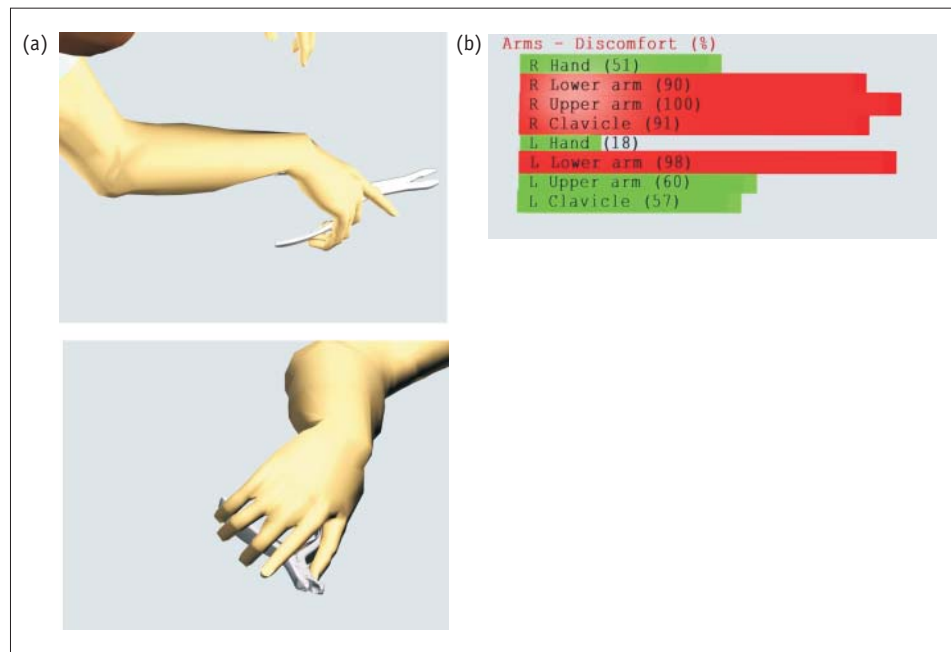 (a)
(b)
Arms - Discomfort (%)
R Hand (51)
R Lower arm (90)
R Upper arm (100)
R Clavicle (91)
L Hand (18)
L Lower arm (98)
L Upper arm (60)
L Clavicle (57)